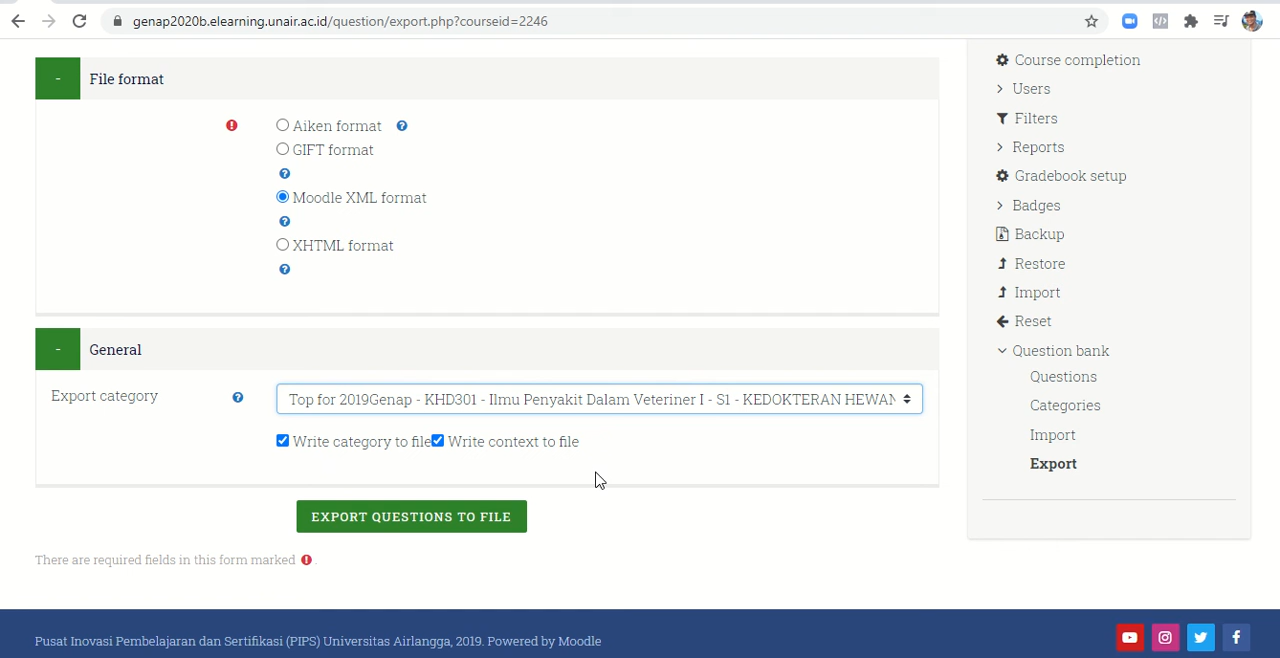 genap2020b.elearning.unair.ac.id/question/export.php?courseid=2246
- File format
Aiken format
GIFT format
Moodle XML format
XHTML format
- General
Export category
Top for 2019Genap - KHD301 - Ilmu Penyakit Dalam Veteriner I - S1 - KEDOKTERAN HEWAN
Write category to file Write context to file
EXPORT QUESTIONS TO FILE
There are required fields in this form marked .
Course completion
Users
Filters
Reports
Gradebook setup
Badges
Backup
Restore
Import
Reset
Question bank
Questions
Categories
Import
Export
Pusat Inovasi Pembelajaran dan Sertifikasi (PIPS) Universitas Airlangga, 2019. Powered by Moodle